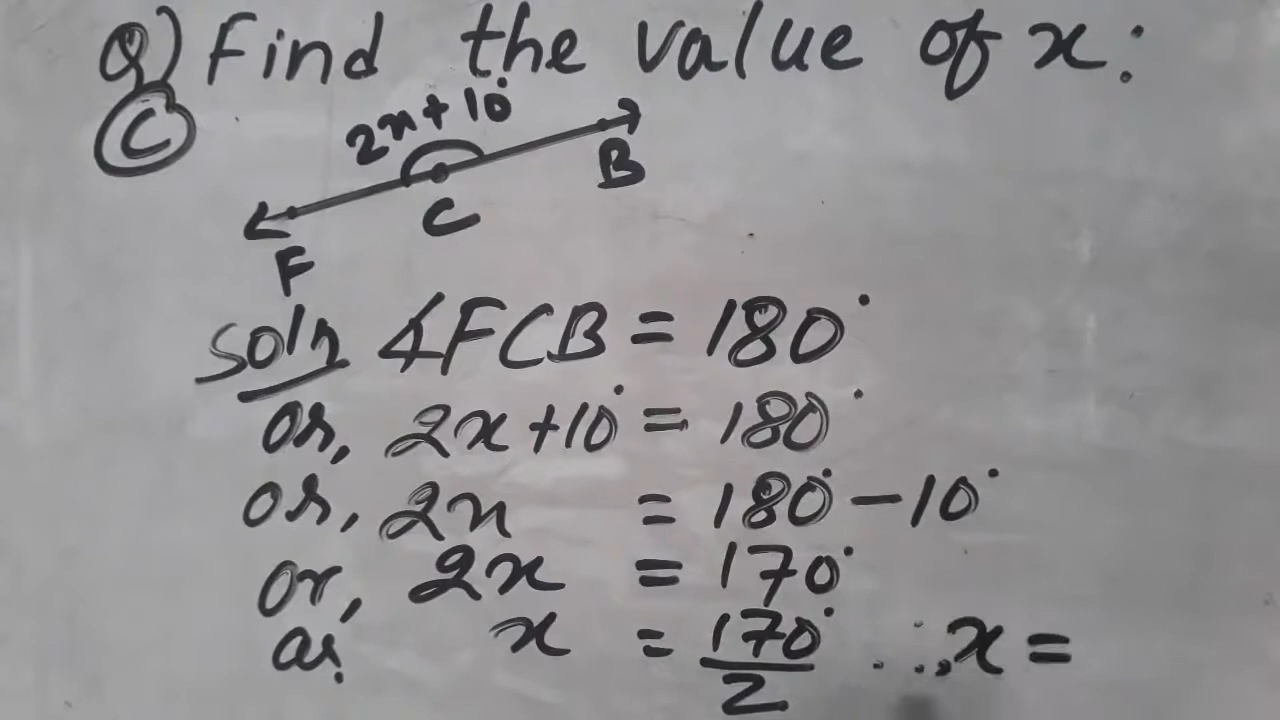 Q) Find the value of x:
C
2x + 10°
B
C
F
Soln ∡FCB = 180°
or, 2x + 10° = 180°
or, 2x = 180° - 10°
or, 2x = 170°
or, x = 170°/2 ∴, x =